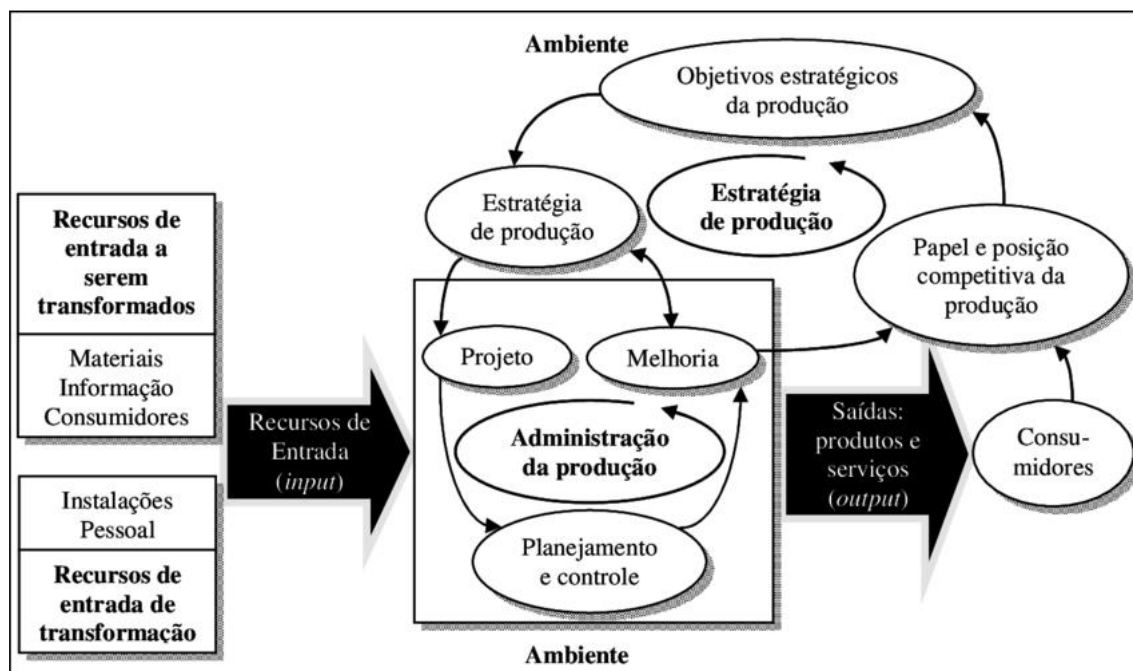 Ambiente
Objetivos estratégicos
da produção
Estratégia
de produção
Estratégia
de produção
Papel e posição
competitiva da
produção
Recursos de
entrada a
serem
transformados
Materiais
Informação
Consumidores
Instalações
Pessoal
Recursos de
entrada de
transformação
Recursos de
Entrada
(input)
Projeto
Melhoria
Administração
da produção
Planejamento
e controle
Saídas:
produtos e
serviços
(output)
Consu-
midores
Ambiente